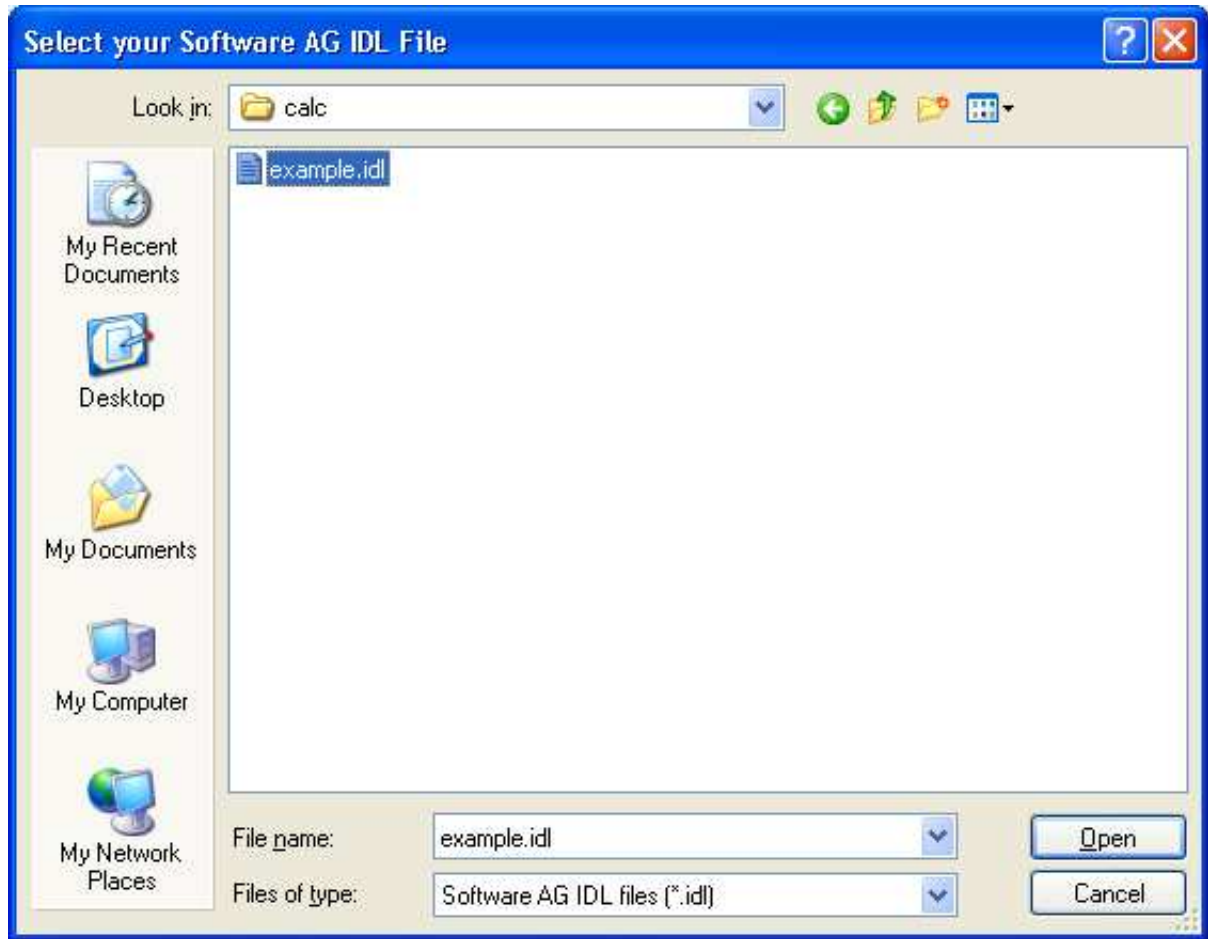 Select your Software AG IDL File
Look in:
calc
example.idl
My Recent
Documents
Desktop
My Documents
My Computer
My Network
Places
File name:
example.idl
Open
Files of type:
Software AG IDL files (*.idl)
Cancel